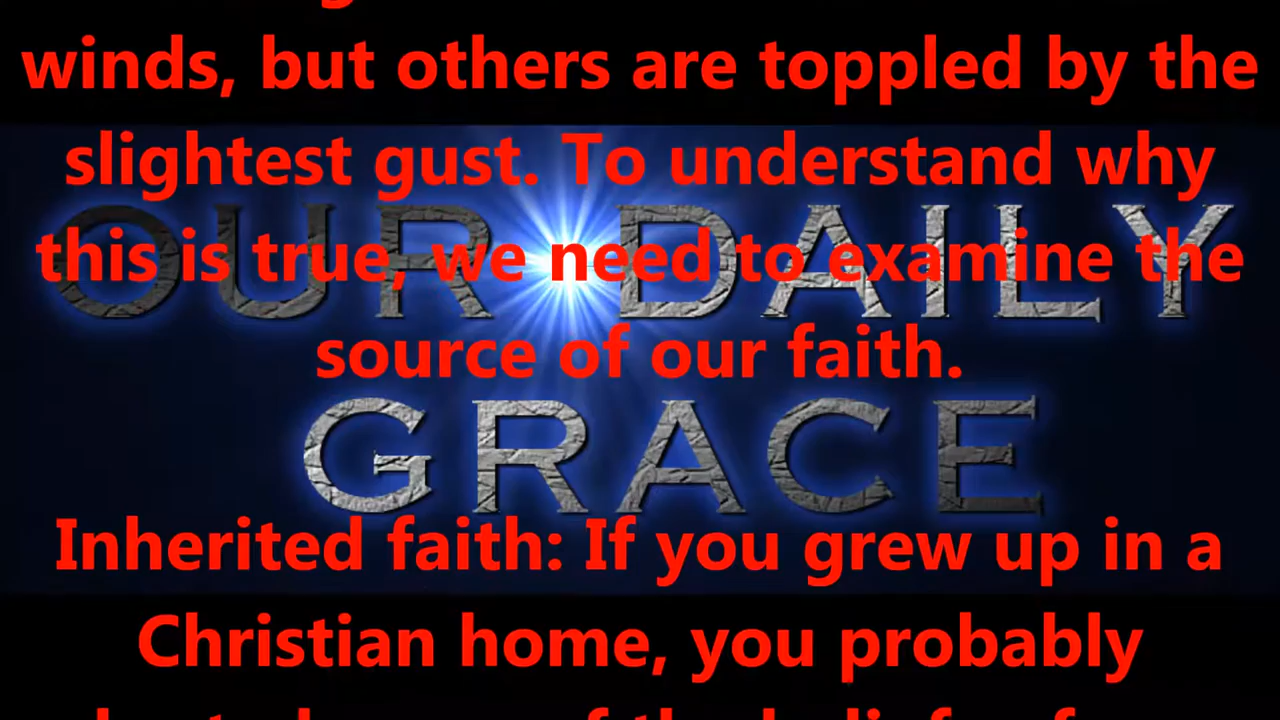 winds, but others are toppled by the
slightest gust. To understand why
OUR DAILY
this is true, we need to examine the
source of our faith.
GRACE
Inherited faith: If you grew up in a
Christian home, you probably